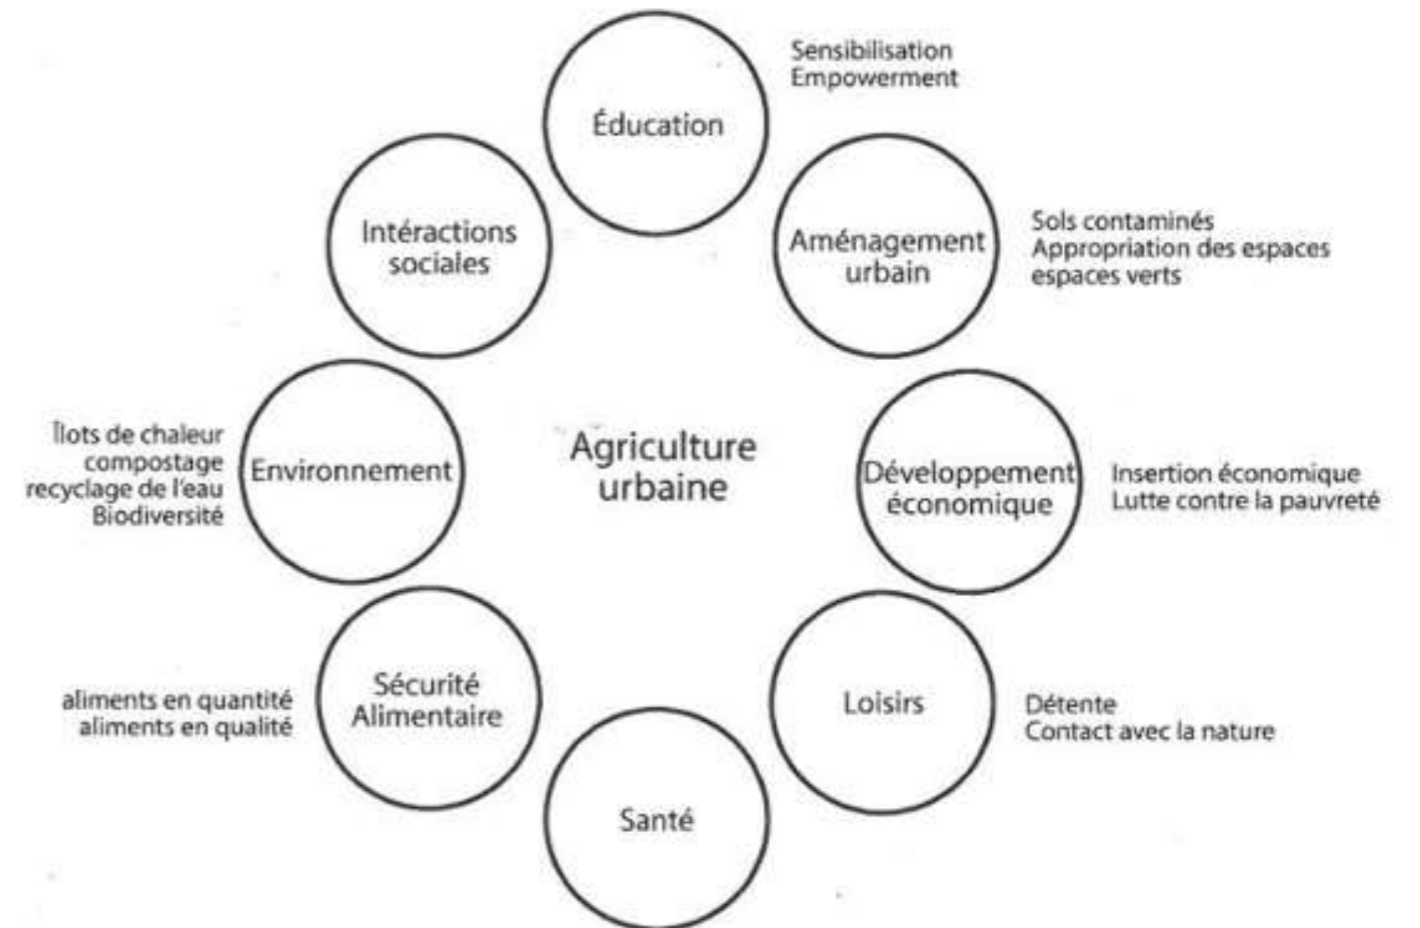 Éducation
Sensibilisation
Empowerment
Intéractions
sociales
Aménagement
urbain
Sols contaminés
Appropriation des espaces
espaces verts
Îlots de chaleur
compostage
recyclage de l'eau
Biodiversité
Environnement
Agriculture
urbaine
Développement
économique
Insertion économique
Lutte contre la pauvreté
aliments en quantité
aliments en qualité
Sécurité
Alimentaire
Loisirs
Détente
Contact avec la nature
Santé